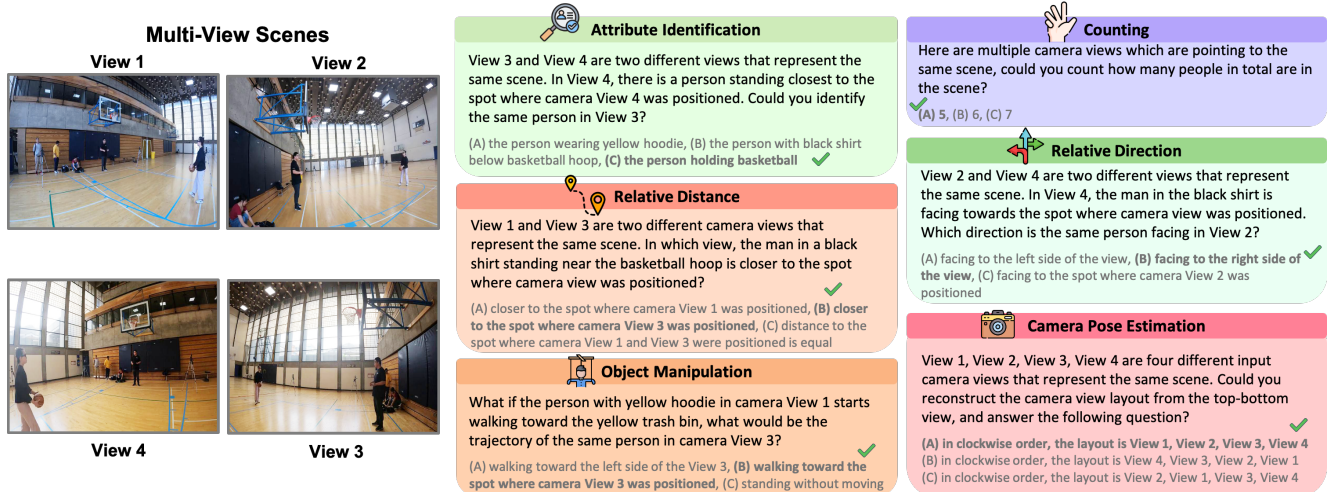 Multi-View Scenes
View 1
View 2
View 4
View 3
Attribute Identification
View 3 and View 4 are two different views that represent the
same scene. In View 4, there is a person standing closest to the
spot where camera View 4 was positioned. Could you identify
the same person in View 3?
(A) the person wearing yellow hoodie, (B) the person with black shirt
below basketball hoop, (C) the person holding basketball
Relative Distance
View 1 and View 3 are two different camera views that
represent the same scene. In which view, the man in a black
shirt standing near the basketball hoop is closer to the spot
where camera view was positioned?
(A) closer to the spot where camera View 1 was positioned, (B) closer
to the spot where camera View 3 was positioned, (C) distance to the
spot where camera View 1 and View 3 were positioned is equal
Object Manipulation
What if the person with yellow hoodie in camera View 1 starts
walking toward the yellow trash bin, what would be the
trajectory of the same person in camera View 3?
(A) walking toward the left side of the View 3, (B) walking toward the
spot where camera View 3 was positioned, (C) standing without moving
Counting
Here are multiple camera views which are pointing to the
same scene, could you count how many people in total are in
the scene?
(A) 5, (B) 6, (C) 7
Relative Direction
View 2 and View 4 are two different views that represent
the same scene. In View 4, the man in the black shirt is
facing towards the spot where camera view was positioned.
Which direction is the same person facing in View 2?
(A) facing to the left side of the view, (B) facing to the right side of
the view, (C) facing to the spot where camera View 2 was
positioned
Camera Pose Estimation
View 1, View 2, View 3, View 4 are four different input
camera views that represent the same scene. Could you
reconstruct the camera view layout from the top-bottom
view, and answer the following question?
(A) in clockwise order, the layout is View 1, View 2, View 3, View 4
(B) in clockwise order, the layout is View 4, View 3, View 2, View 1
(C) in clockwise order, the layout is View 2, View 1, View 3, View 4